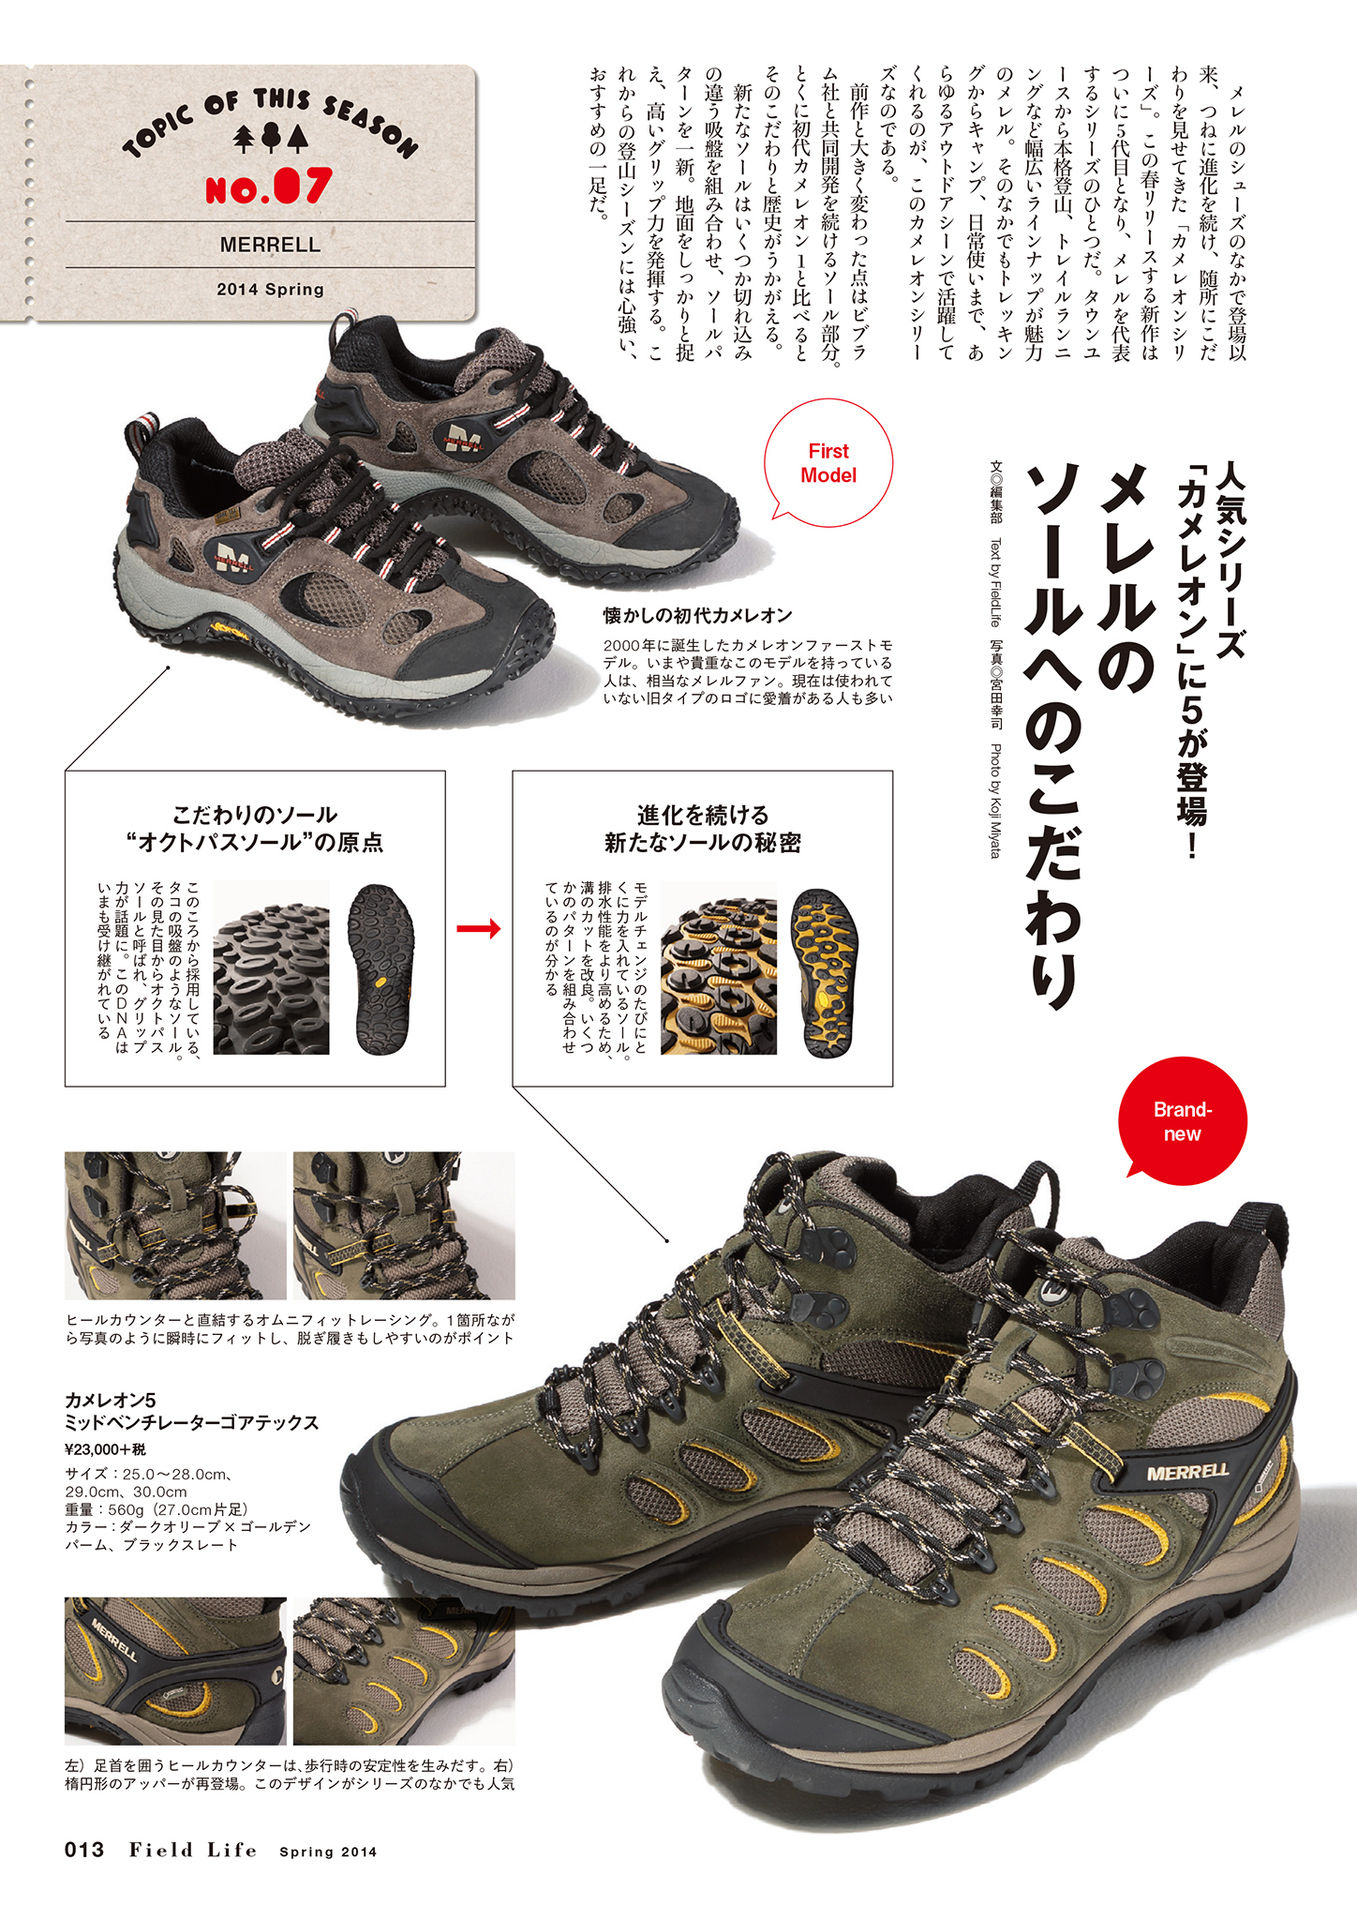 TOPIC OF THIS SEASON
NO.07
MERRELL
2014 Spring
人気シリーズ
「カメレオン」に5が登場！
メレルの
ソールへのこだわり
文◎編集部　Text by FieldLife　写真◎宮田幸司　Photo by Koji Miyata
メレルのシューズのなかで登場以
来、つねに進化を続け、随所にこだ
わりを見せてきた「カメレオンシリ
ーズ」。この春リリースする新作は
ついに5代目となり、メレルを代表
するシリーズのひとつだ。タウンユ
ースから本格登山、トレイルランニ
ングなど幅広いラインナップが魅力
のメレル。そのなかでもトレッキン
グからキャンプ、日常使いまで、あ
らゆるアウトドアシーンで活躍して
くれるのが、このカメレオンシリー
ズなのである。
前作と大きく変わった点はビブラ
ム社と共同開発を続けるソール部分。
とくに初代カメレオン1と比べると
そのこだわりと歴史がうかがえる。
新たなソールはいくつか切れ込み
の違う吸盤を組み合わせ、ソールパ
ターンを一新。地面をしっかりと捉
え、高いグリップ力を発揮する。こ
れからの登山シーズンには心強い、
おすすめの一足だ。
First
Model
懐かしの初代カメレオン
2000年に誕生したカメレオンファーストモ
デル。いまや貴重なこのモデルを持っている
人は、相当なメレルファン。現在は使われて
いない旧タイプのロゴに愛着がある人も多い
こだわりのソール
“オクトパスソール”の原点
このころから採用している、
タコの吸盤のようなソール。
その見た目からオクトパス
ソールと呼ばれ、グリップ
力が話題に。このDNAは
いまも受け継がれている
進化を続ける
新たなソールの秘密
モデルチェンジのたびにと
くに力を入れているソール。
排水性能をより高めるため、
溝のカットを改良。いくつ
かのパターンを組み合わせ
ているのが分かる
Brand-
new
ヒールカウンターと直結するオムニフィットレーシング。1箇所なが
ら写真のように瞬時にフィットし、脱ぎ履きもしやすいのがポイント
カメレオン5
ミッドベンチレーターゴアテックス
¥23,000+税
サイズ：25.0〜28.0cm、
29.0cm、30.0cm
重量：560g（27.0cm片足）
カラー：ダークオリーブ×ゴールデン
パーム、ブラックスレート
MERRELL
MERRELL
左）足首を囲うヒールカウンターは、歩行時の安定性を生みだす。右）
楕円形のアッパーが再登場。このデザインがシリーズのなかでも人気
013 Field Life Spring 2014